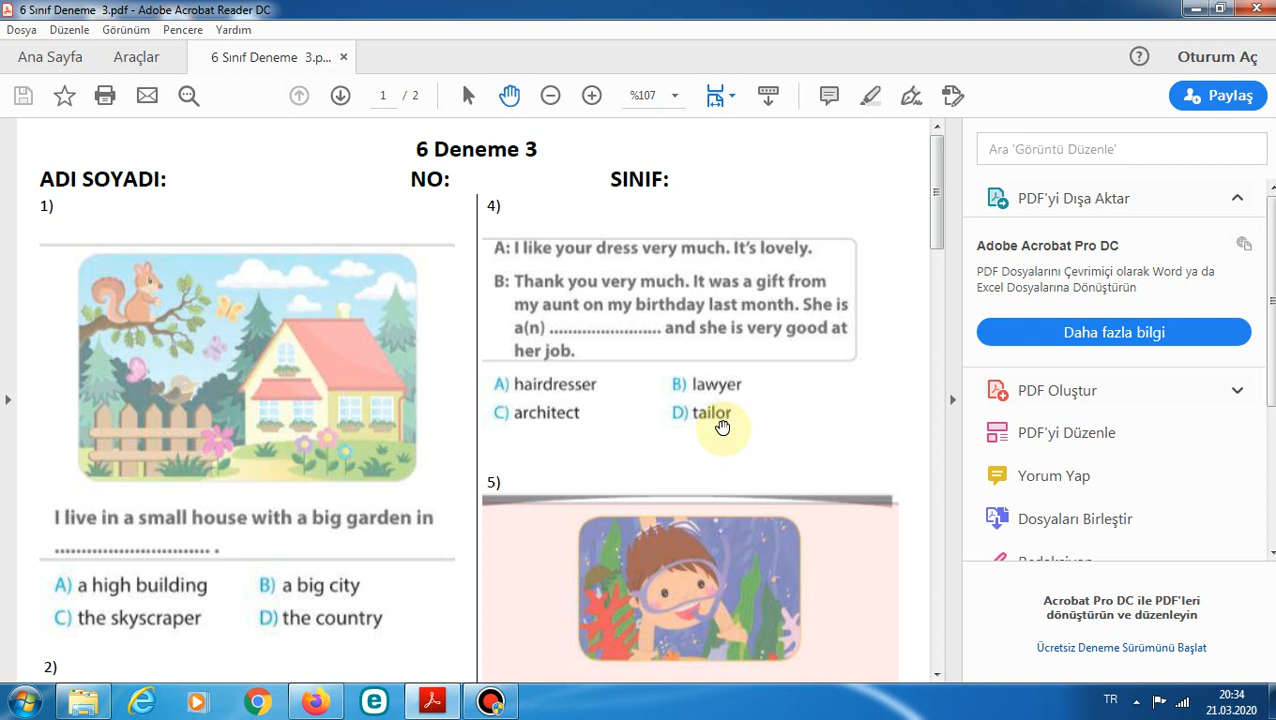 6 Sınıf Deneme 3.pdf - Adobe Acrobat Reader DC
Dosya Düzenle Görünüm Pencere Yardım
Ana Sayfa Araçlar 6 Sınıf Deneme 3.p... × ? Oturum Aç
1 / 2 %107 Paylaş
6 Deneme 3
ADI SOYADI: NO: SINIF:
1)
I live in a small house with a big garden in
............................ .
A) a high building B) a big city
C) the skyscraper D) the country
2)
4)
A: I like your dress very much. It's lovely.
B: Thank you very much. It was a gift from
my aunt on my birthday last month. She is
a(n) ........................ and she is very good at
her job.
A) hairdresser B) lawyer
C) architect D) tailor
5)
Ara 'Görüntü Düzenle'
PDF'yi Dışa Aktar
Adobe Acrobat Pro DC
PDF Dosyalarını Çevrimiçi olarak Word ya da
Excel Dosyalarına Dönüştürün
Daha fazla bilgi
PDF Oluştur
PDF'yi Düzenle
Yorum Yap
Dosyaları Birleştir
Acrobat Pro DC ile PDF'leri
dönüştürün ve düzenleyin
Ücretsiz Deneme Sürümünü Başlat
TR 20:34
21.03.2020